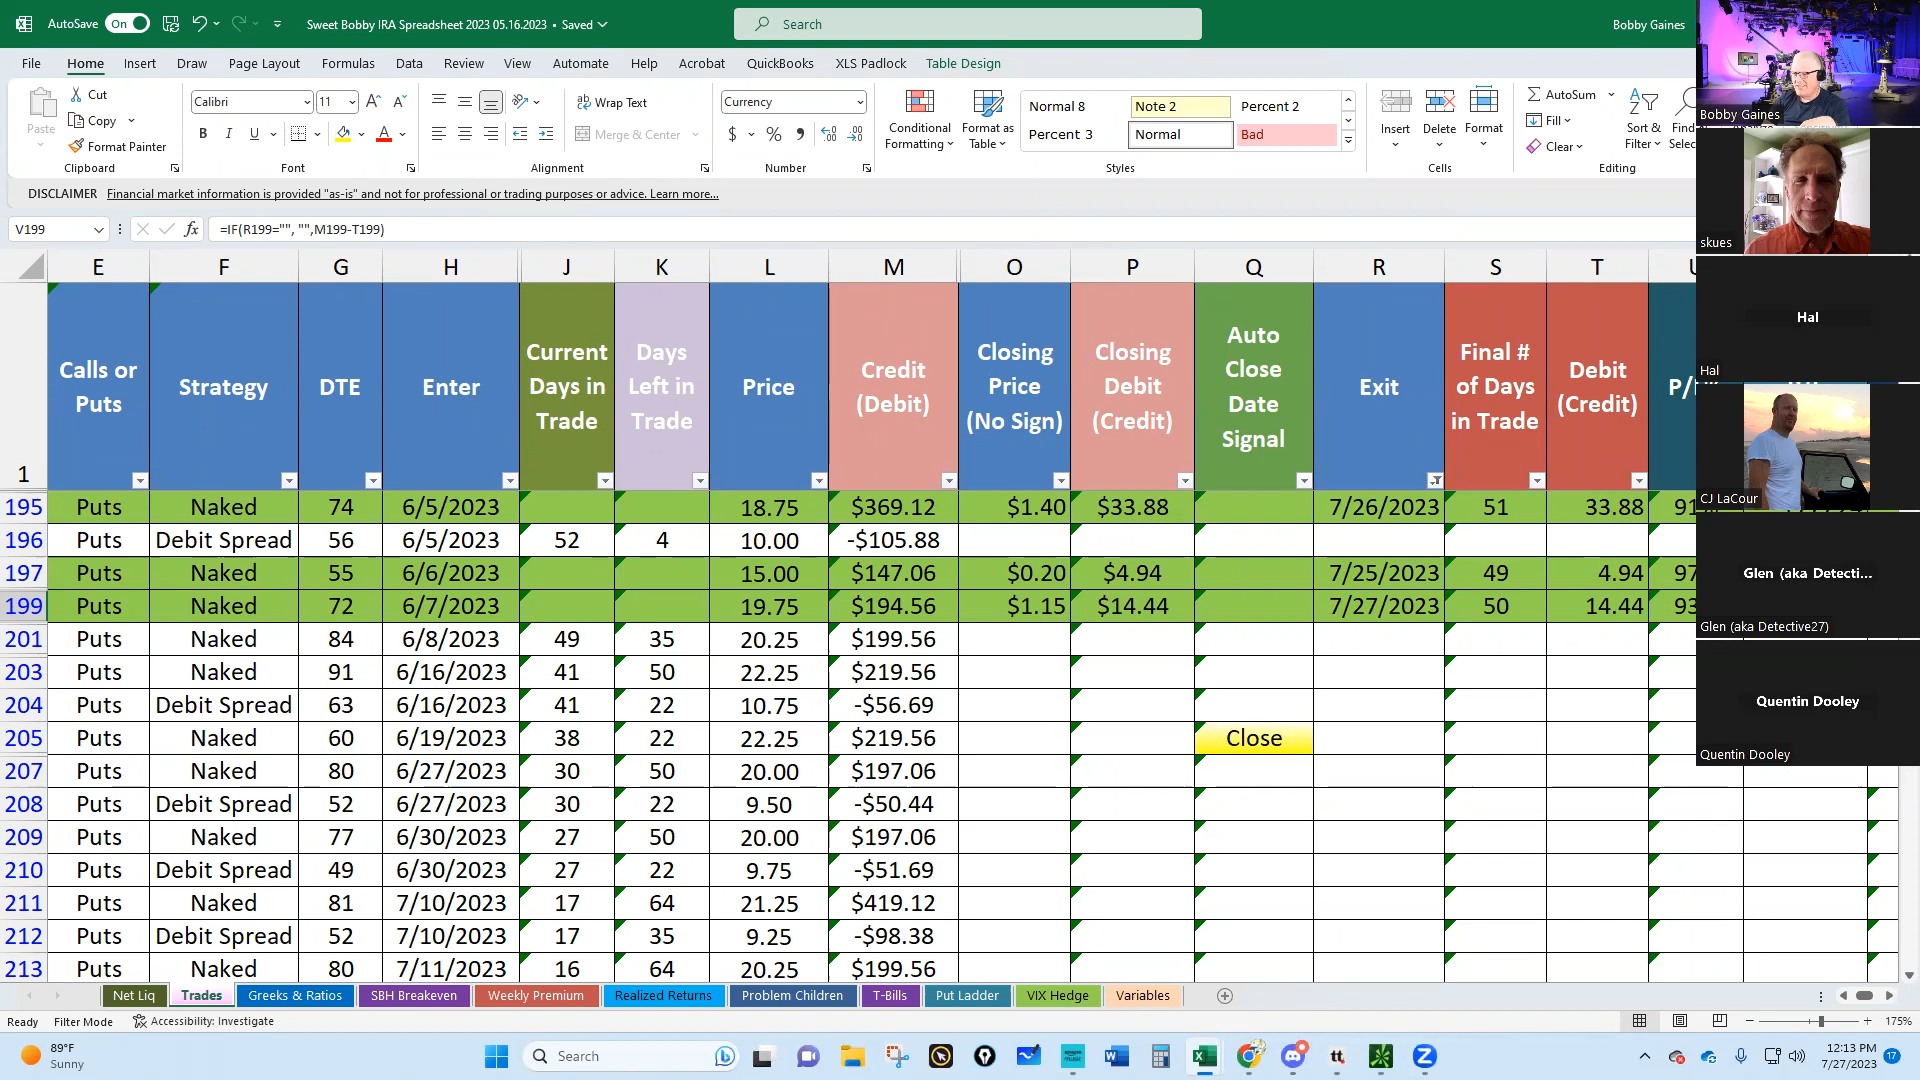 AutoSave On Sweet Bobby IRA Spreadsheet 2023 05.16.2023 • Saved Search Bobby Gaines
File Home Insert Draw Page Layout Formulas Data Review View Automate Help Acrobat QuickBooks XLS Padlock Table Design
Paste
Cut
Copy
Format Painter
Clipboard
Calibri 11
B I U
Font
Wrap Text
Merge & Center
Alignment
Currency
$ % ,
Number
Conditional Formatting
Format as Table
Normal 8 Note 2 Percent 2
Percent 3 Normal Bad
Styles
Insert Delete Format
Cells
AutoSum
Fill
Clear
Sort & Filter
Editing
DISCLAIMER Financial market information is provided "as-is" and not for professional or trading purposes or advice. Learn more...
V199 fx =IF(R199="", "",M199-T199)
E F G H J K L M O P Q R S T
1 Calls or Puts Strategy DTE Enter Current Days in Trade Days Left in Trade Price Credit (Debit) Closing Price (No Sign) Closing Debit (Credit) Auto Close Date Signal Exit Final # of Days in Trade Debit (Credit)
195 Puts Naked 74 6/5/2023 18.75 $369.12 $1.40 $33.88 7/26/2023 51 33.88 91
196 Puts Debit Spread 56 6/5/2023 52 4 10.00 -$105.88
197 Puts Naked 55 6/6/2023 15.00 $147.06 $0.20 $4.94 7/25/2023 49 4.94 97
199 Puts Naked 72 6/7/2023 19.75 $194.56 $1.15 $14.44 7/27/2023 50 14.44 93
201 Puts Naked 84 6/8/2023 49 35 20.25 $199.56
203 Puts Naked 91 6/16/2023 41 50 22.25 $219.56
204 Puts Debit Spread 63 6/16/2023 41 22 10.75 -$56.69
205 Puts Naked 60 6/19/2023 38 22 22.25 $219.56 Close
207 Puts Naked 80 6/27/2023 30 50 20.00 $197.06
208 Puts Debit Spread 52 6/27/2023 30 22 9.50 -$50.44
209 Puts Naked 77 6/30/2023 27 50 20.00 $197.06
210 Puts Debit Spread 49 6/30/2023 27 22 9.75 -$51.69
211 Puts Naked 81 7/10/2023 17 64 21.25 $419.12
212 Puts Debit Spread 52 7/10/2023 17 35 9.25 -$98.38
213 Puts Naked 80 7/11/2023 16 64 20.25 $199.56
Bobby Gaines
skues
Hal
Hal
CJ LaCour
Glen (aka Detecti...
Glen (aka Detective27)
Quentin Dooley
Quentin Dooley
Net Liq Trades Greeks & Ratios SBH Breakeven Weekly Premium Realized Returns Problem Children T-Bills Put Ladder VIX Hedge Variables
Ready Filter Mode Accessibility: Investigate 175%
89°F
Sunny
Search
12:13 PM
7/27/2023
17